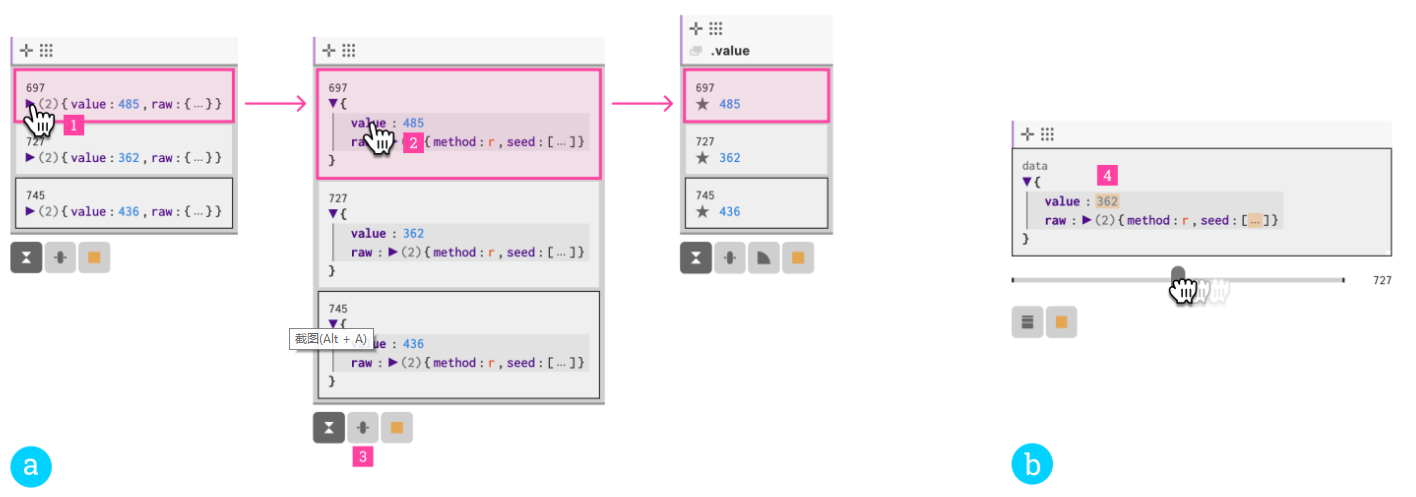 697
▶(2){value:485,raw:{…}}
1
727
▶(2){value:362,raw:{…}}
745
▶(2){value:436,raw:{…}}
697
▼{
value : 485
raw : ▶(2){method:r,seed:[…]}
2
}
727
▼{
value : 362
raw : ▶(2){method:r,seed:[…]}
}
745
▼{
截图(Alt + A)
value : 436
raw : ▶(2){method:r,seed:[…]}
}
3
.value
697
★ 485
727
★ 362
745
★ 436
a
data
▼{
4
value : 362
raw : ▶(2){method:r,seed:[…]}
}
727
b